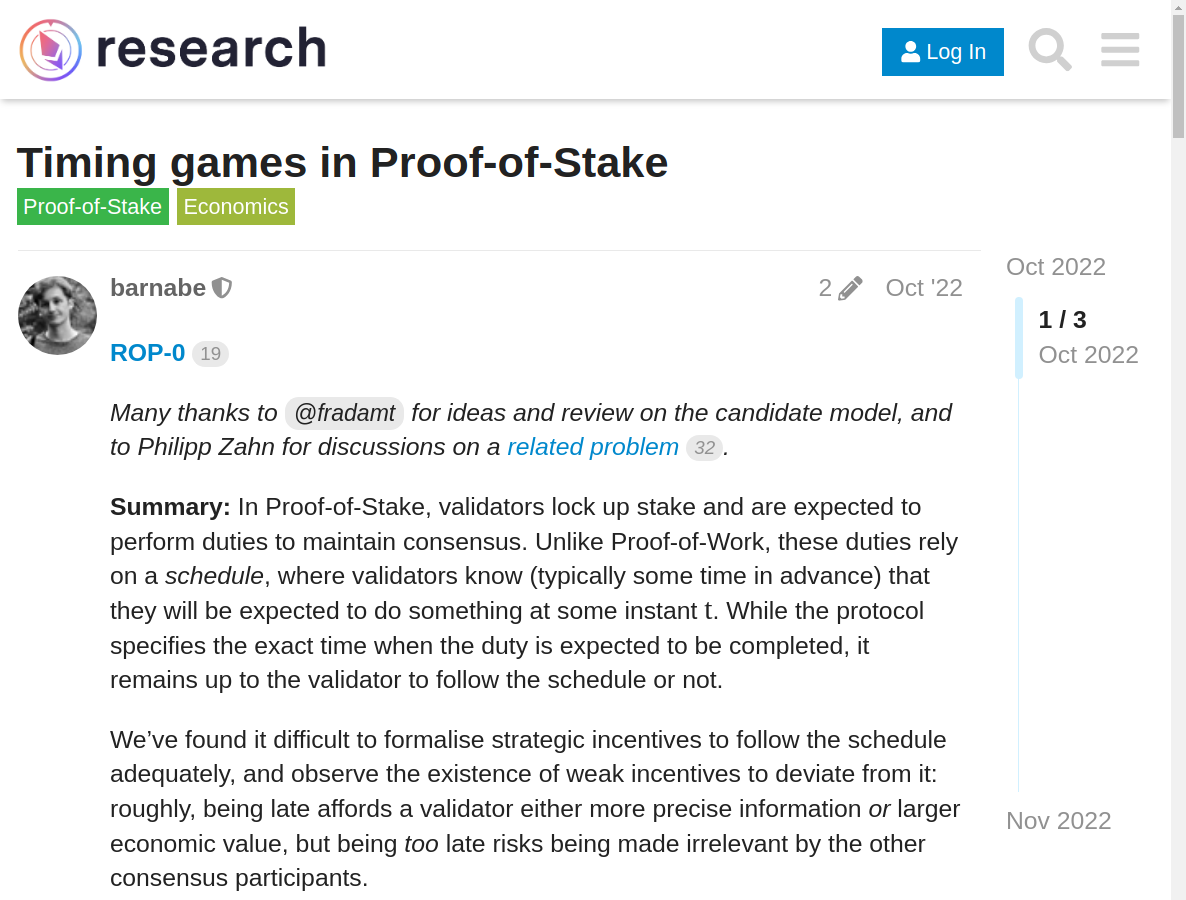 research
Log In
Timing games in Proof-of-Stake
Proof-of-Stake Economics
barnabe 2 Oct '22
Oct 2022
1 / 3
Oct 2022
ROP-0 19
Many thanks to @fradamt for ideas and review on the candidate model, and
to Philipp Zahn for discussions on a related problem 32.
Summary: In Proof-of-Stake, validators lock up stake and are expected to
perform duties to maintain consensus. Unlike Proof-of-Work, these duties rely
on a schedule, where validators know (typically some time in advance) that
they will be expected to do something at some instant t. While the protocol
specifies the exact time when the duty is expected to be completed, it
remains up to the validator to follow the schedule or not.
We’ve found it difficult to formalise strategic incentives to follow the schedule
adequately, and observe the existence of weak incentives to deviate from it:
roughly, being late affords a validator either more precise information or larger
economic value, but being too late risks being made irrelevant by the other
consensus participants.
Nov 2022